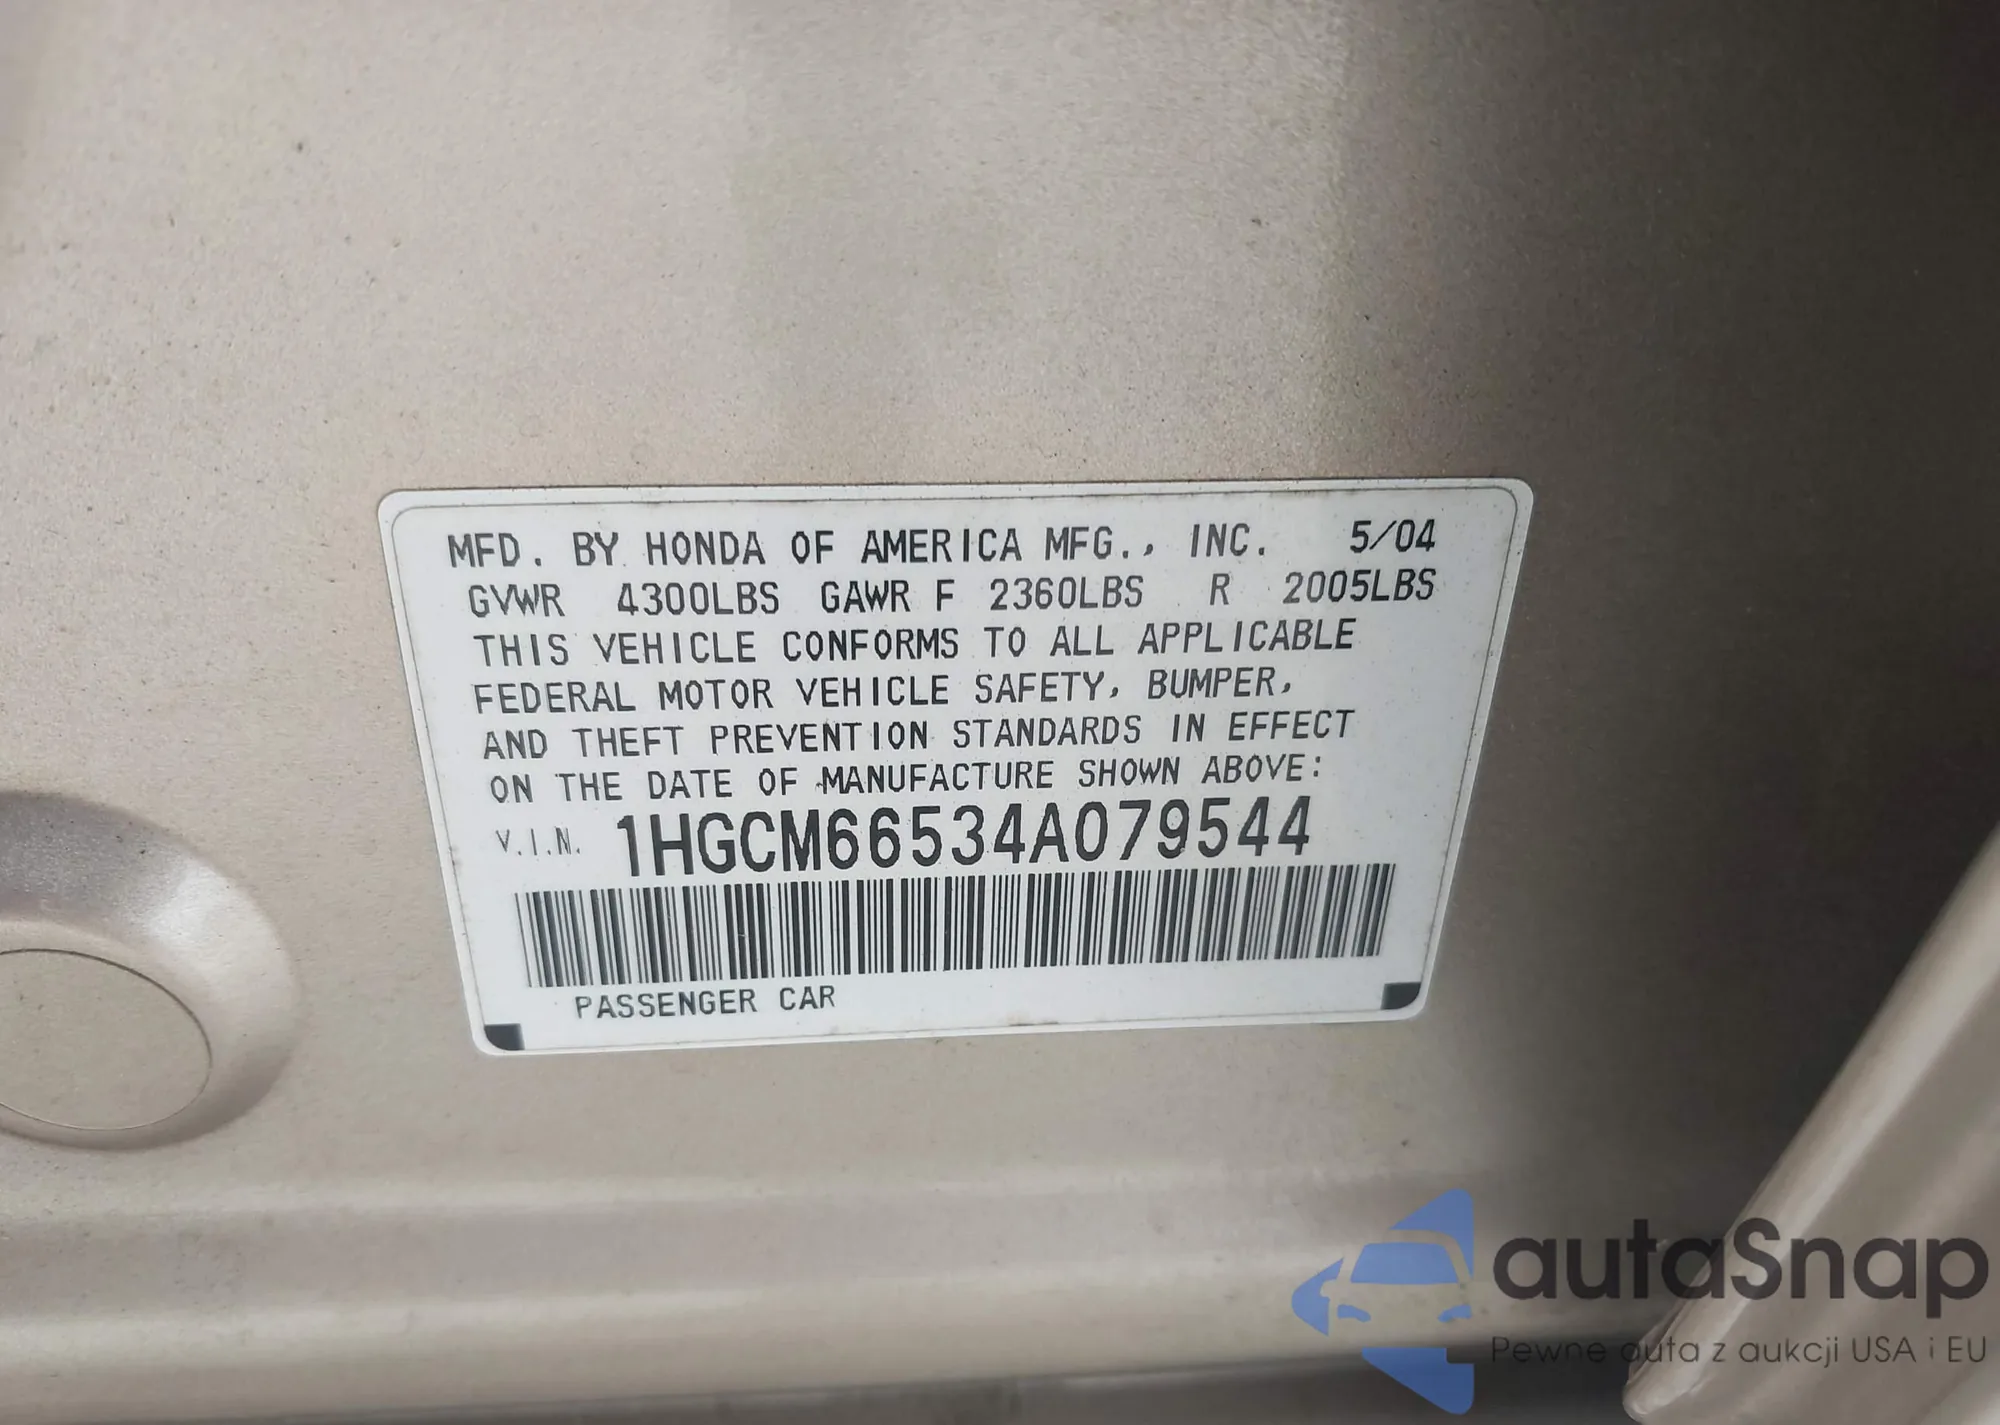 MFD. BY HONDA OF AMERICA MFG., INC. 5/04
GVWR 4300LBS GAWR F 2360LBS R 2005LBS
THIS VEHICLE CONFORMS TO ALL APPLICABLE
FEDERAL MOTOR VEHICLE SAFETY, BUMPER,
AND THEFT PREVENTION STANDARDS IN EFFECT
ON THE DATE OF MANUFACTURE SHOWN ABOVE:
V.I.N. 1HGCM66534A079544
PASSENGER CAR
autaSnap
Pewne auta z aukcji USA i EU